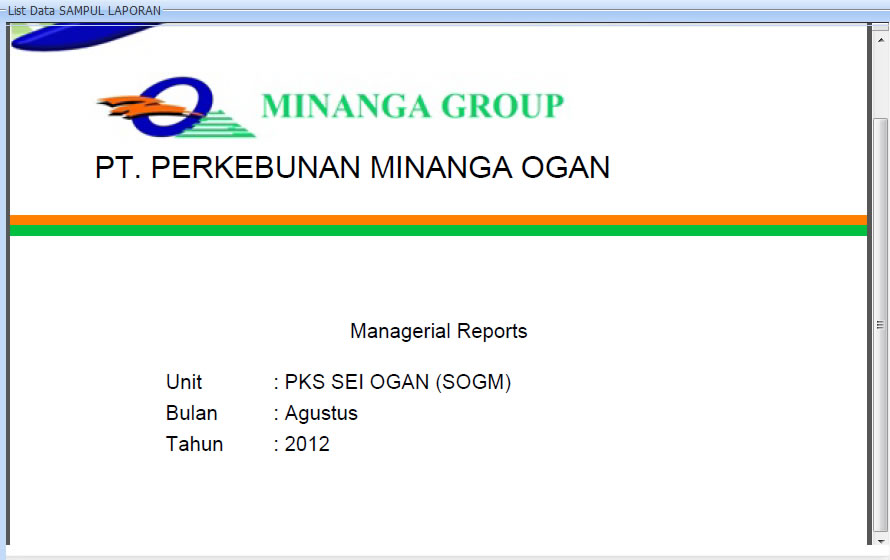 List Data SAMPUL LAPORAN
MINANGA GROUP
PT. PERKEBUNAN MINANGA OGAN
Managerial Reports
Unit : PKS SEI OGAN (SOGM)
Bulan : Agustus
Tahun : 2012